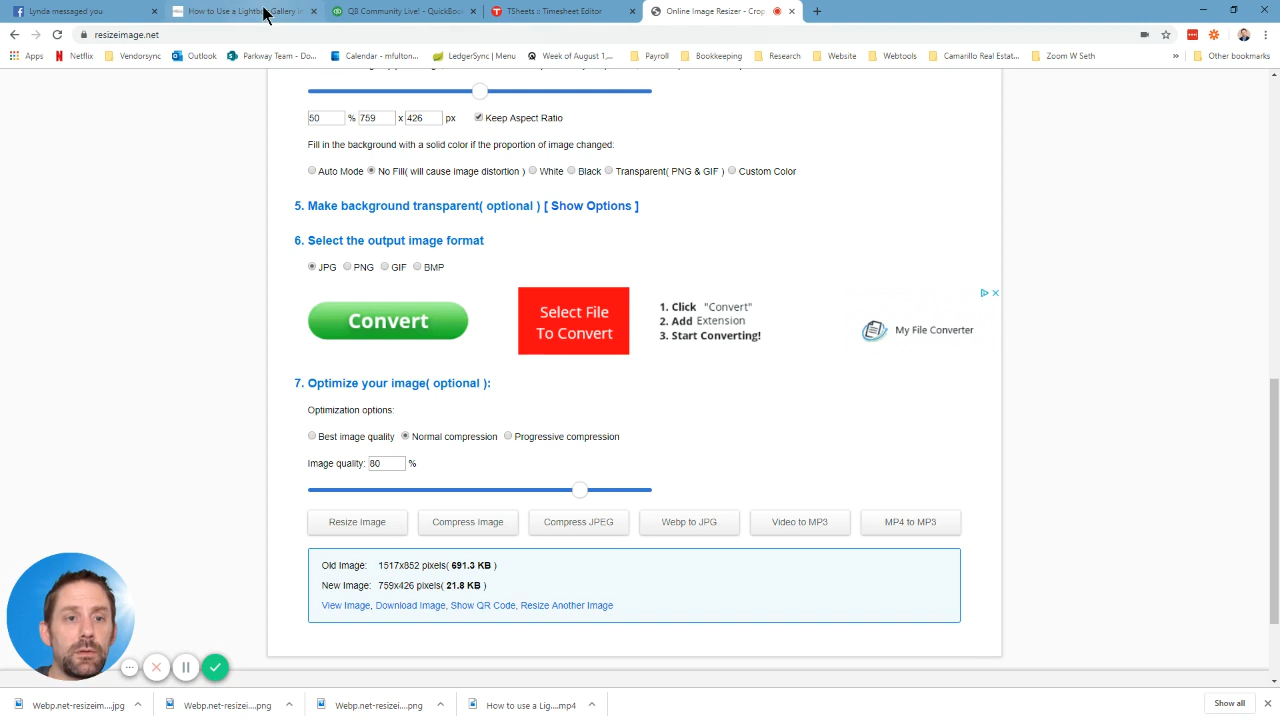 Lynda messaged you
How to Use a Lightbox Gallery in
QB Community Live! - QuickBook
TSheets :: Timesheet Editor
Online Image Resizer - Crop
resizeimage.net
Apps
Netflix
Vendorsync
Outlook
Parkway Team - Do...
Calendar - mfulton...
LedgerSync | Menu
Week of August 1,...
Payroll
Bookkeeping
Research
Website
Webtools
Camarillo Real Estat...
Zoom W Seth
»
Other bookmarks
50 % 759 x 426 px Keep Aspect Ratio
Fill in the background with a solid color if the proportion of image changed:
Auto Mode No Fill( will cause image distortion ) White Black Transparent( PNG & GIF ) Custom Color
5. Make background transparent( optional ) [ Show Options ]
6. Select the output image format
JPG PNG GIF BMP
Convert
Select File
To Convert
1. Click "Convert"
2. Add Extension
3. Start Converting!
My File Converter
7. Optimize your image( optional ):
Optimization options:
Best image quality Normal compression Progressive compression
Image quality: 80 %
Resize Image
Compress Image
Compress JPEG
Webp to JPG
Video to MP3
MP4 to MP3
Old Image: 1517x852 pixels( 691.3 KB )
New Image: 759x426 pixels( 21.8 KB )
View Image, Download Image, Show QR Code, Resize Another Image
Webp.net-resizeim....jpg
Webp.net-resizei....png
Webp.net-resizei....png
How to use a Lig....mp4
Show all